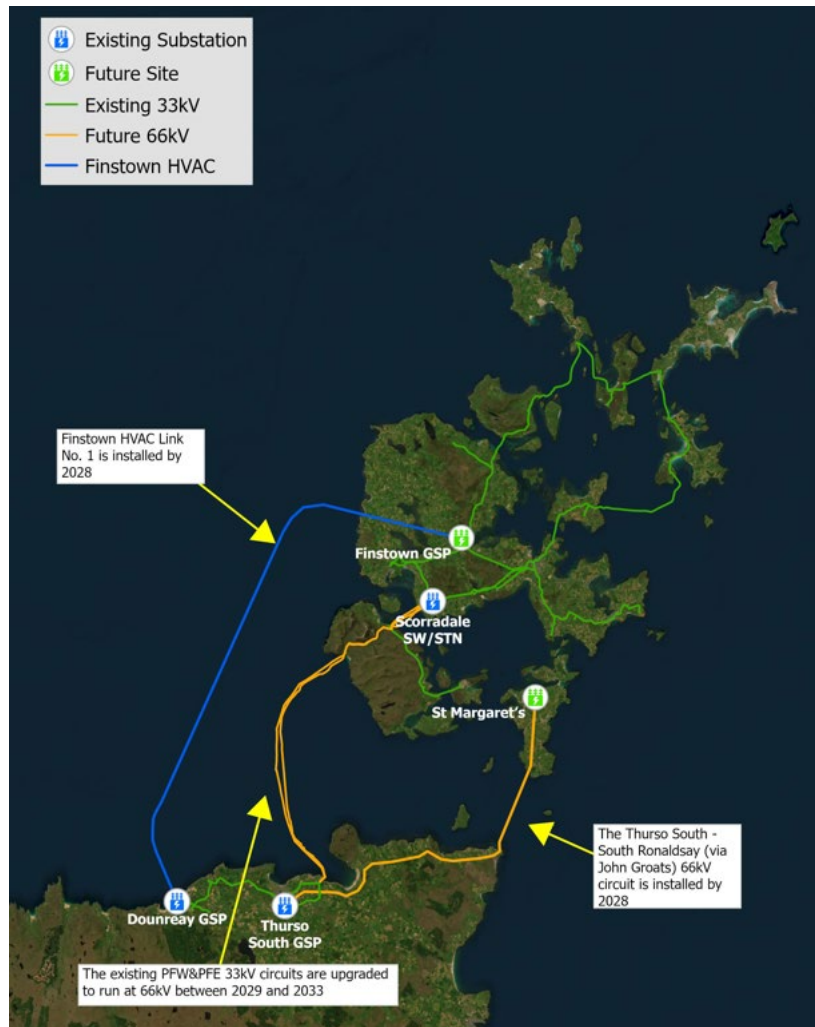 Existing Substation
Future Site
Existing 33kV
Future 66kV
Finstown HVAC
Finstown HVAC Link
No. 1 is installed by
2028
Finstown GSP
Scorradale
SW/STN
St Margaret's
The Thurso South -
South Ronaldsay (via
John Groats) 66kV
circuit is installed by
2028
Dounreay GSP
Thurso
South GSP
The existing PFW&PFE 33kV circuits are upgraded
to run at 66kV between 2029 and 2033